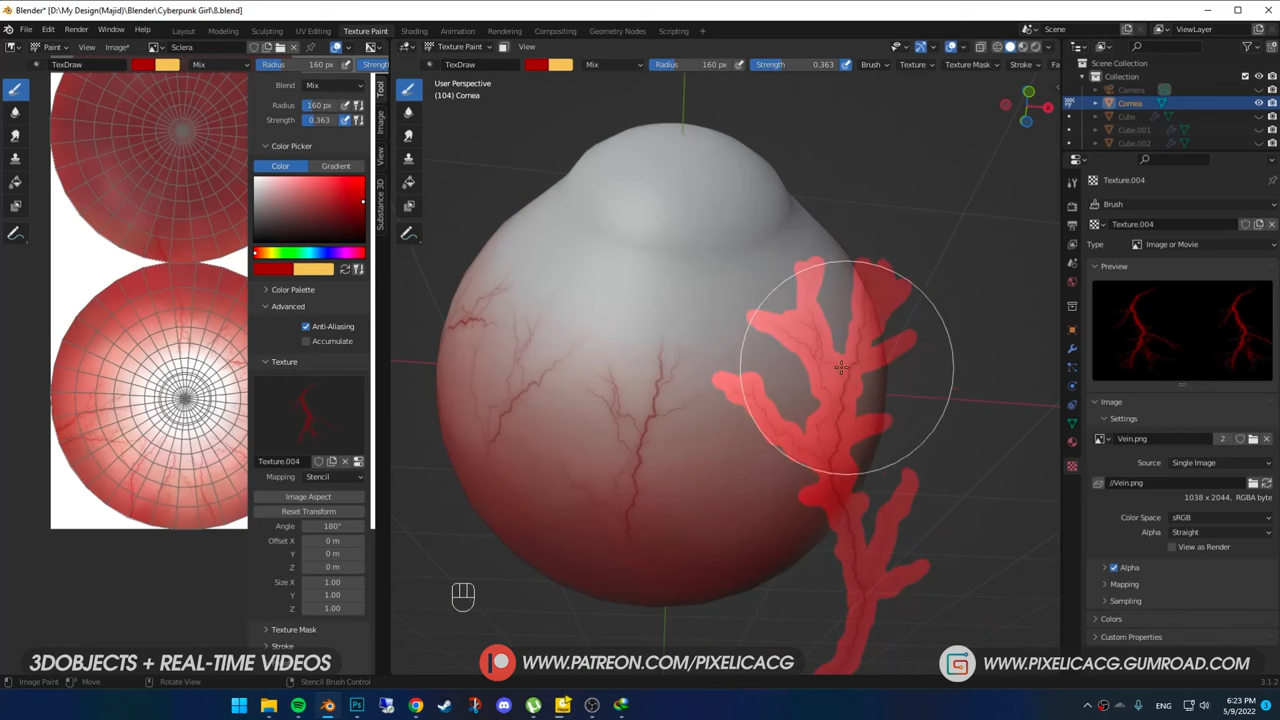 Blender* [D:\My Design(Majid)\Blender\Cyberpunk Girl\8.blend]
File Edit Render Window Help Layout Modeling Sculpting UV Editing Texture Paint Shading Animation Rendering Compositing Geometry Nodes Scripting Scene ViewLayer
Paint View Image* Sclera Texture Paint View
TexDraw Mix Radius 160 px Strength TexDraw Mix Radius 160 px Strength 0.363 Brush Texture Texture Mask Stroke
Tool
Image
View
Substance 3D
Blend Mix
Radius 160 px
Strength 0.363
Color Picker
Color Gradient
Color Palette
Advanced
Anti-Aliasing
Accumulate
Texture
Texture.004
Mapping Stencil
Image Aspect
Reset Transform
Angle 180°
Offset X 0 m
Y 0 m
Z 0 m
Size X 1.00
Y 1.00
Z 1.00
Texture Mask
Stroke
User Perspective
(104) Cornea
Scene Collection
Collection
Camera
Cornea
Cube
Cube.001
Cube.002
Texture.004
Brush
Texture.004
Type Image or Movie
Preview
Image
Settings
Vein.png 2
Source Single Image
//Vein.png
1038 x 2044, RGBA byte
Color Space sRGB
Alpha Straight
View as Render
Alpha
Mapping
Sampling
Colors
Custom Properties
3DOBJECTS + REAL-TIME VIDEOS WWW.PATREON.COM/PIXELICACG WWW.PIXELICACG.GUMROAD.COM
Image Paint Move Rotate View Stencil Brush Control 3.1.2
ENG 6:23 PM
5/9/2022